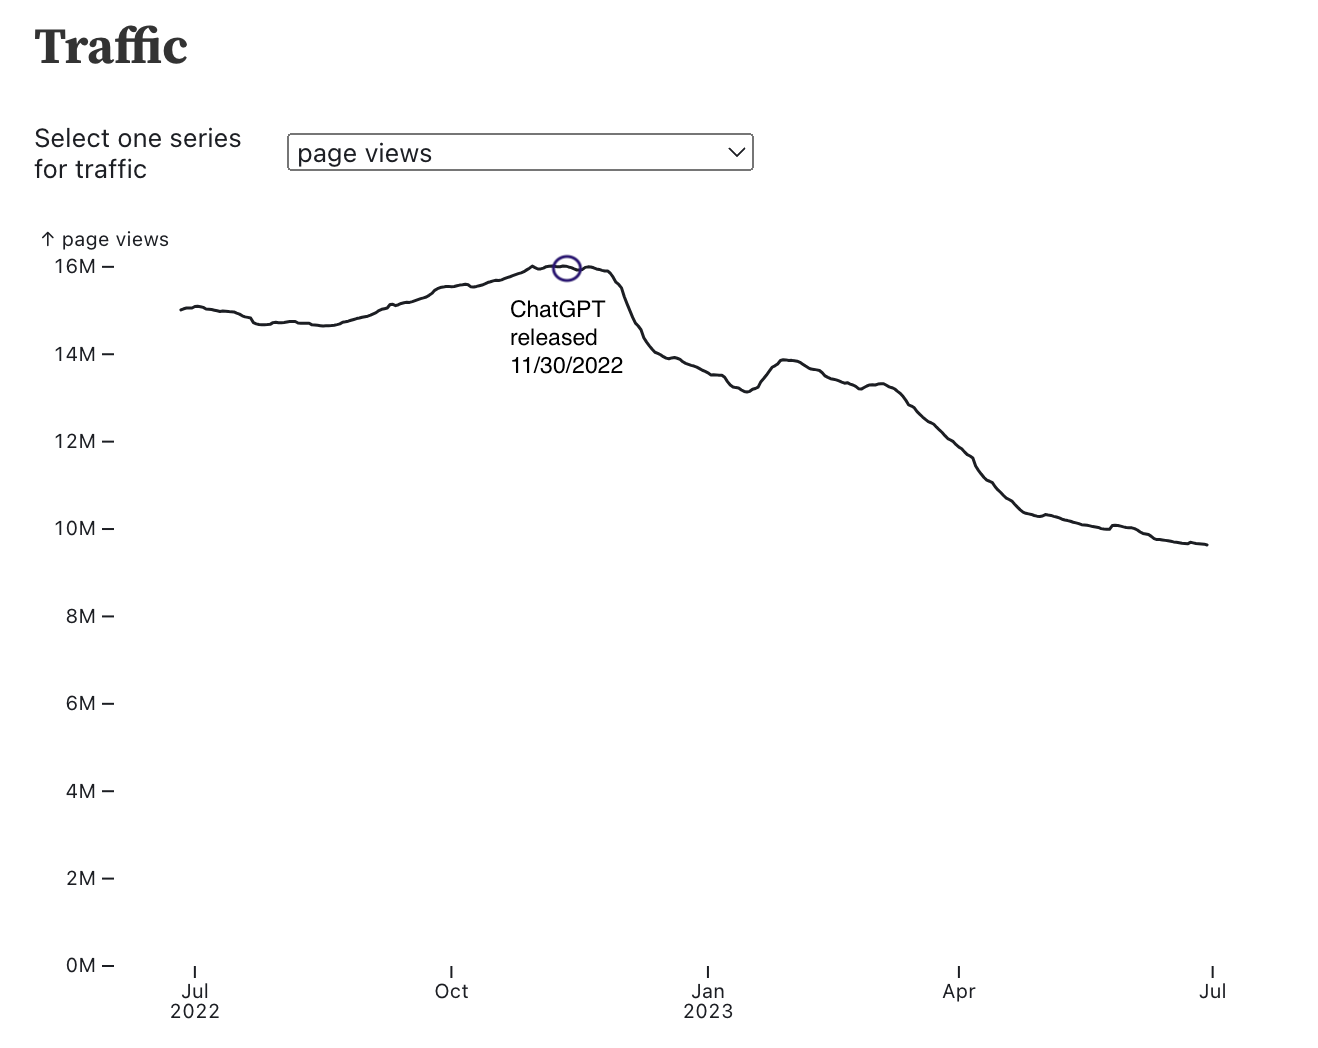 Traffic
Select one series
for traffic
page views
↑ page views
16M
14M
12M
10M
8M
6M
4M
2M
0M
ChatGPT
released
11/30/2022
Jul
2022
Oct
Jan
2023
Apr
Jul